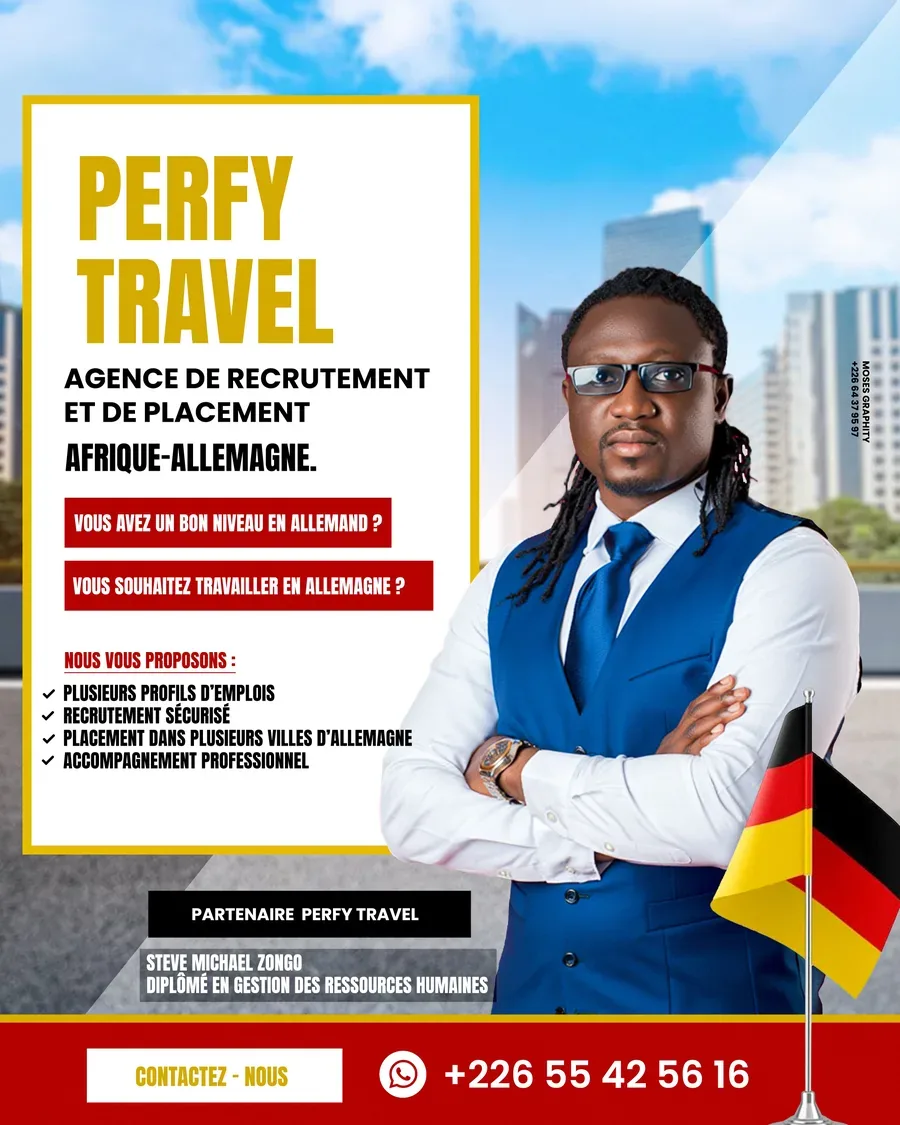 PERFY
TRAVEL
AGENCE DE RECRUTEMENT
ET DE PLACEMENT
AFRIQUE-ALLEMAGNE.
VOUS AVEZ UN BON NIVEAU EN ALLEMAND ?
VOUS SOUHAITEZ TRAVAILLER EN ALLEMAGNE ?
NOUS VOUS PROPOSONS :
PLUSIEURS PROFILS D'EMPLOIS
RECRUTEMENT SÉCURISÉ
PLACEMENT DANS PLUSIEURS VILLES D'ALLEMAGNE
ACCOMPAGNEMENT PROFESSIONNEL
MOSES GRAPHITY
+226 64 37 95 97
PARTENAIRE PERFY TRAVEL
STEVE MICHAEL ZONGO
DIPLÔMÉ EN GESTION DES RESSOURCES HUMAINES
CONTACTEZ - NOUS
+226 55 42 56 16